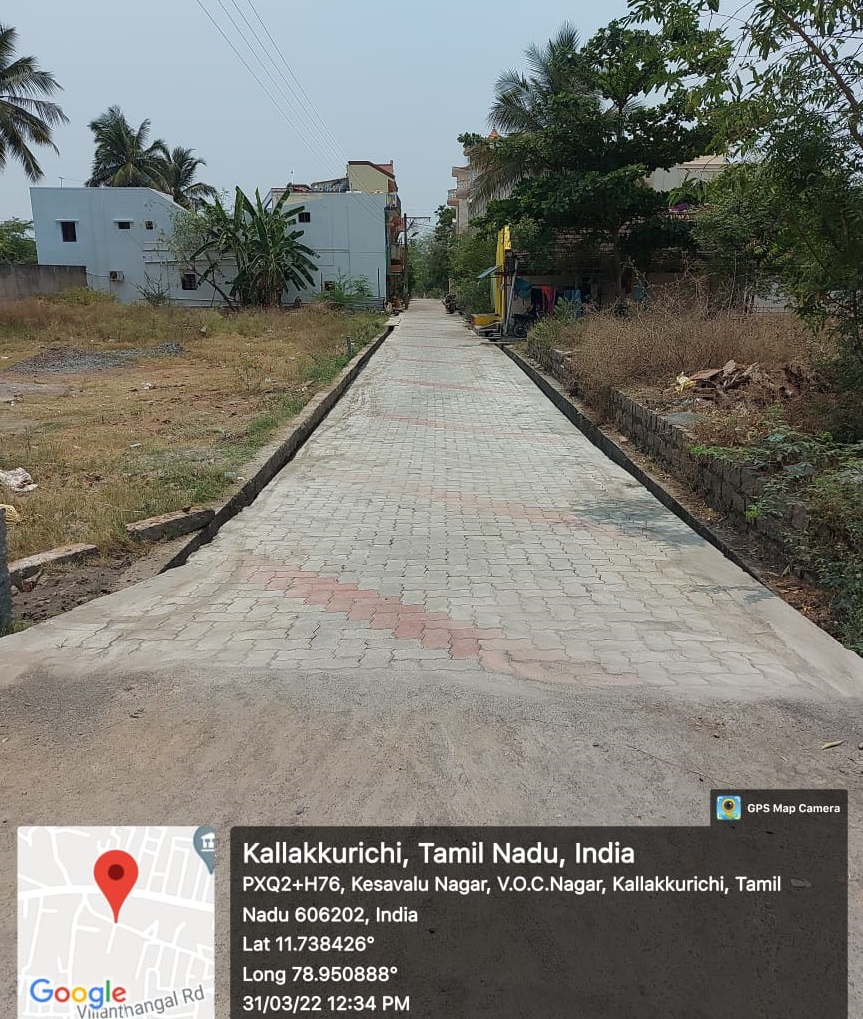 GPS Map Camera
Kallakkurichi, Tamil Nadu, India
PXQ2+H76, Kesavalu Nagar, V.O.C.Nagar, Kallakkurichi, Tamil
Nadu 606202, India
Lat 11.738426°
Long 78.950888°
31/03/22 12:34 PM
Google
Villanthangal Rd